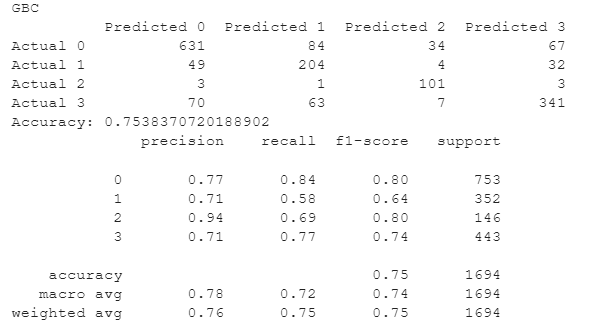 GBC
Predicted 0 Predicted 1 Predicted 2 Predicted 3
Actual 0 631 84 34 67
Actual 1 49 204 4 32
Actual 2 3 1 101 3
Actual 3 70 63 7 341
Accuracy: 0.7538370720188902
precision recall f1-score support
0 0.77 0.84 0.80 753
1 0.71 0.58 0.64 352
2 0.94 0.69 0.80 146
3 0.71 0.77 0.74 443
accuracy 0.75 1694
macro avg 0.78 0.72 0.74 1694
weighted avg 0.76 0.75 0.75 1694